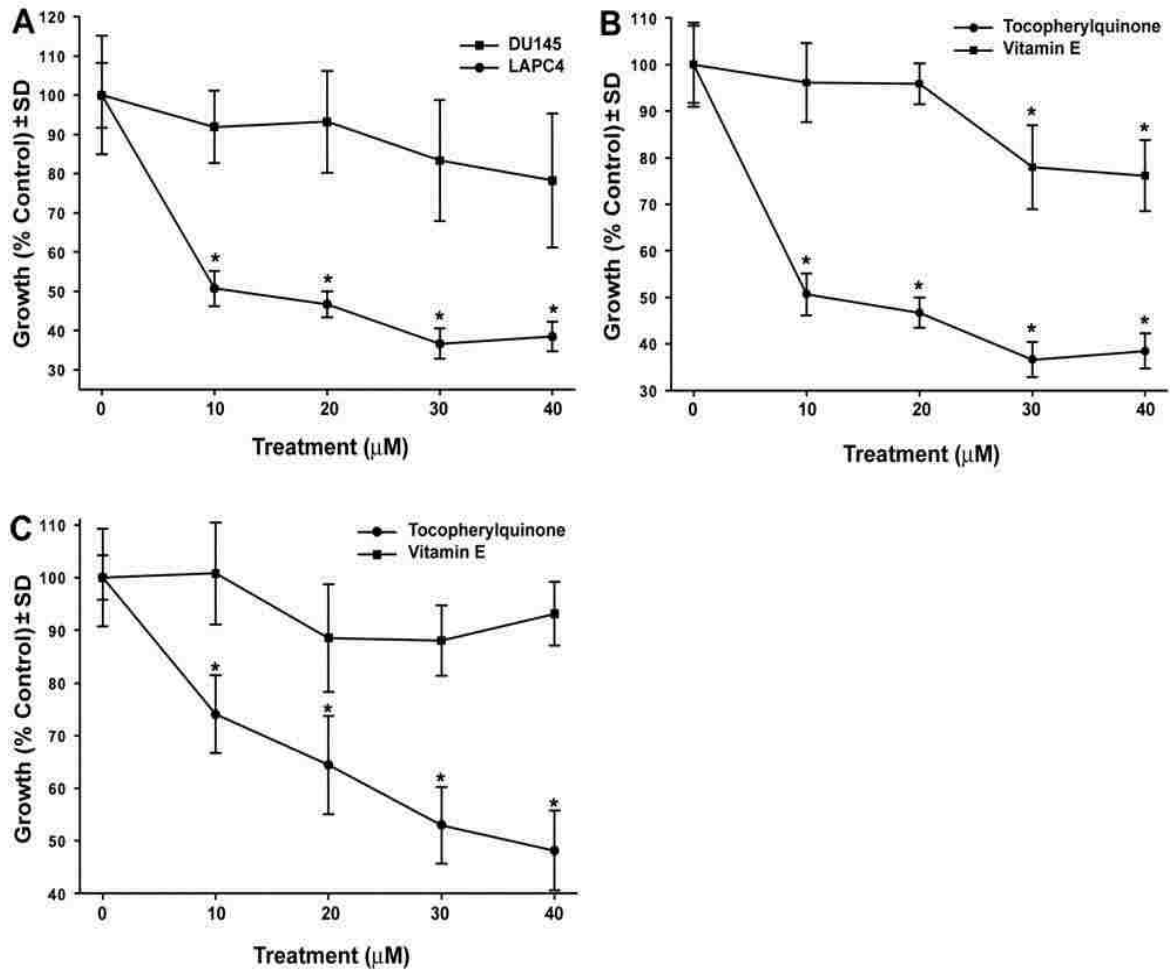 A
Growth (% Control) ± SD
120
110
100
90
80
70
60
50
40
30
DU145
LAPC4
*
*
*
*
0 10 20 30 40
Treatment (μM)
B
Growth (% Control) ± SD
110
100
90
80
70
60
50
40
30
Tocopherylquinone
Vitamin E
*
*
*
*
*
*
0 10 20 30 40
Treatment (μM)
C
Growth (% Control) ± SD
110
100
90
80
70
60
50
40
Tocopherylquinone
Vitamin E
*
*
*
*
0 10 20 30 40
Treatment (μM)